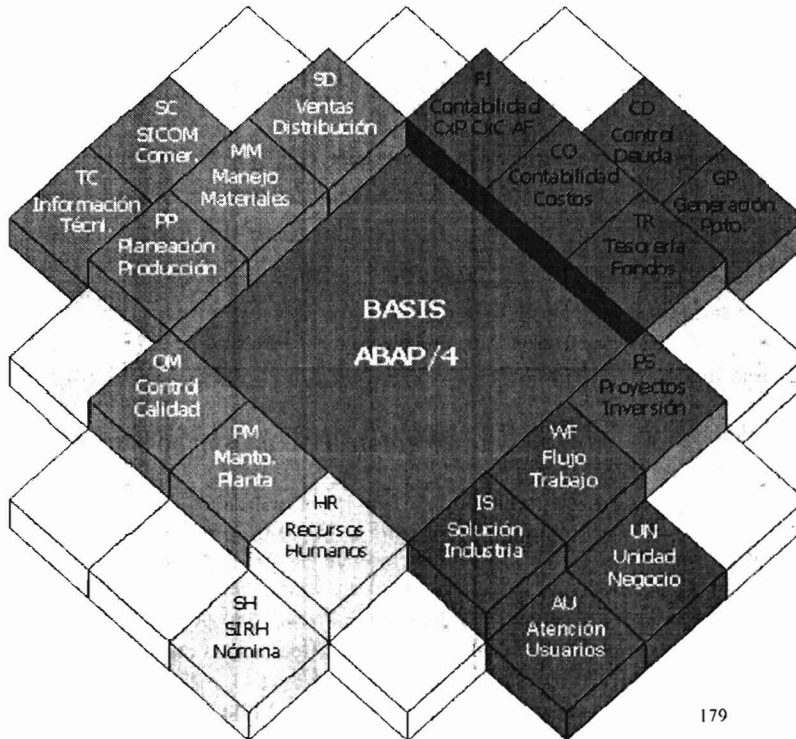 SD
Ventas
Distribución
FI
Contabilidad
CxP CxC AF
SC
SICOM
Comer.
MM
Manejo
Materiales
CO
Contabilidad
Costos
CD
Control
Deuda
TC
Información
Técni.
PP
Planeación
Producción
TR
Tesorería
Fondos
GP
Generación
Ppto.
BASIS
ABAP/4
QM
Control
Calidad
PS
Proyectos
Inversión
PM
Manto.
Planta
WF
Flujo
Trabajo
HR
Recursos
Humanos
IS
Solución
Industria
UN
Unidad
Negocio
SH
SIRH
Nómina
AU
Atención
Usuarios
179